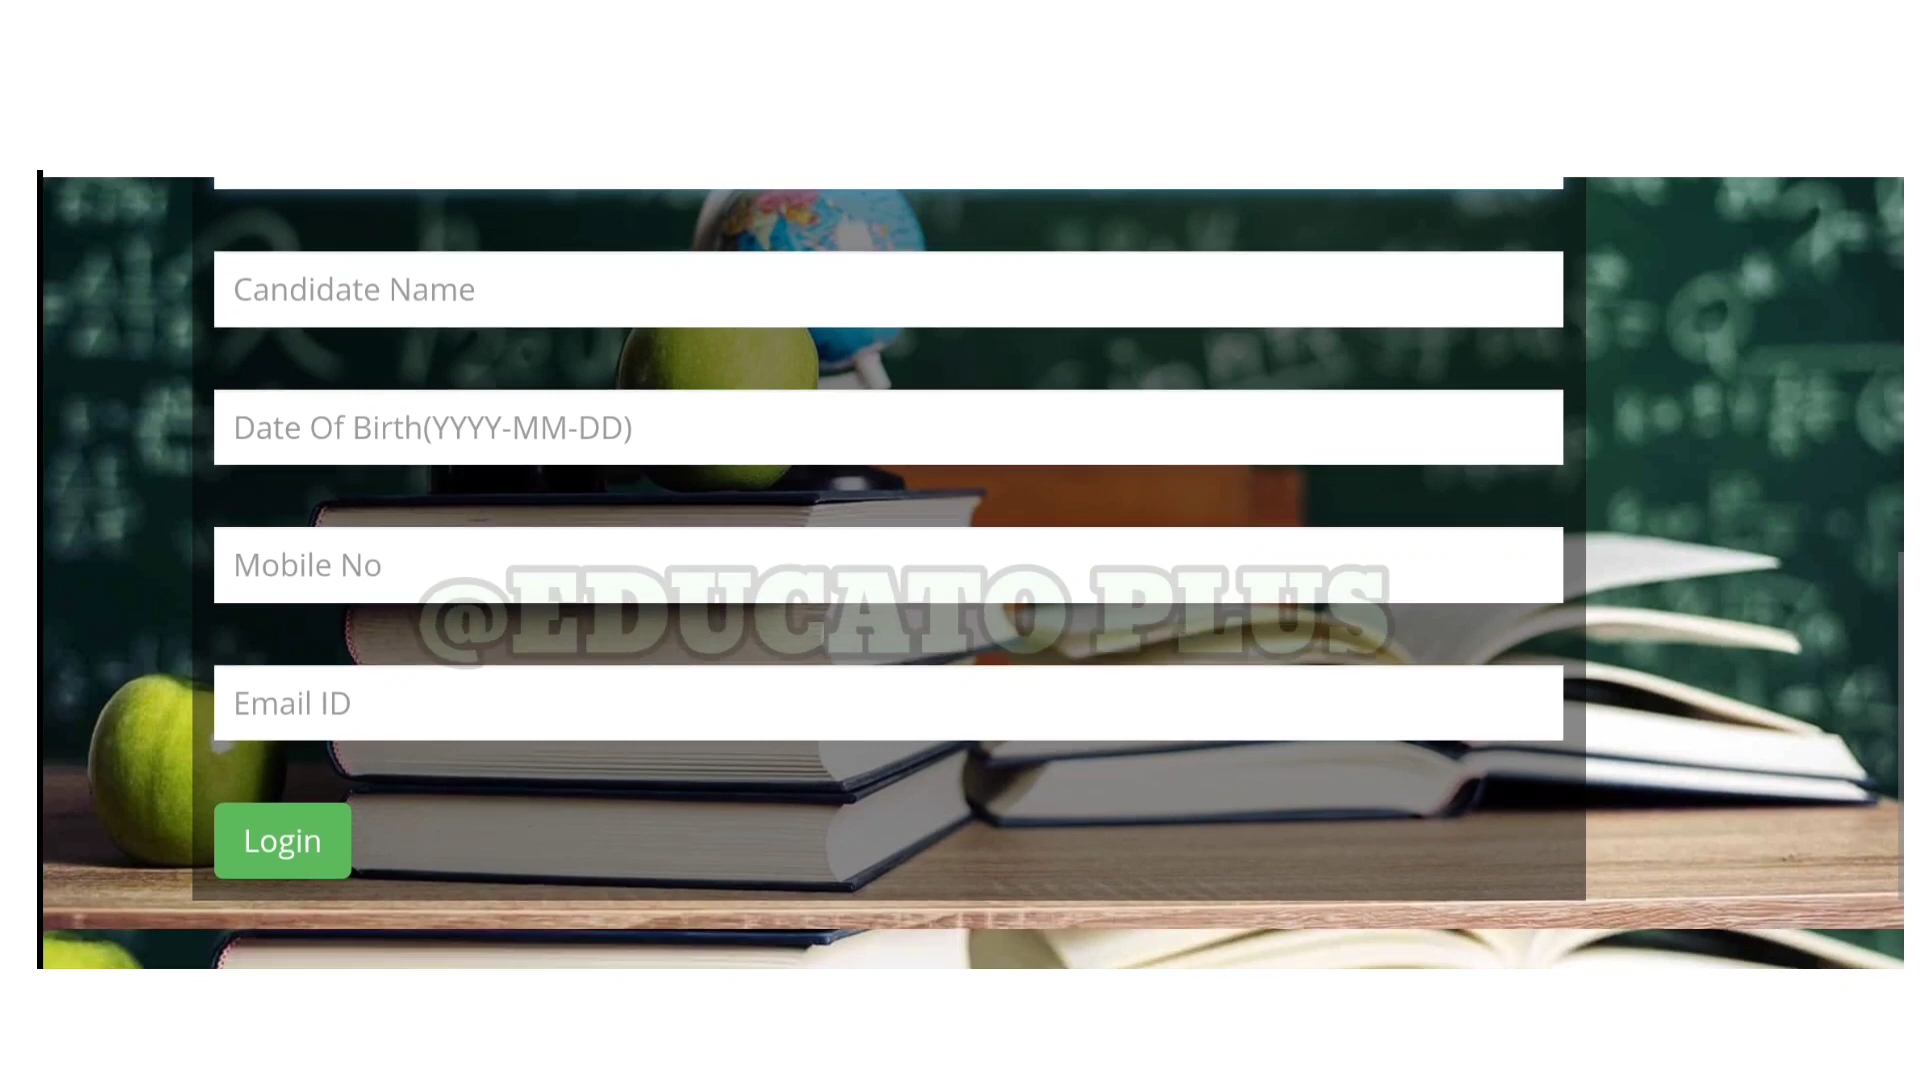 Candidate Name
Date Of Birth(YYYY-MM-DD)
Mobile No
@EDUCATO PLUS
Email ID
Login